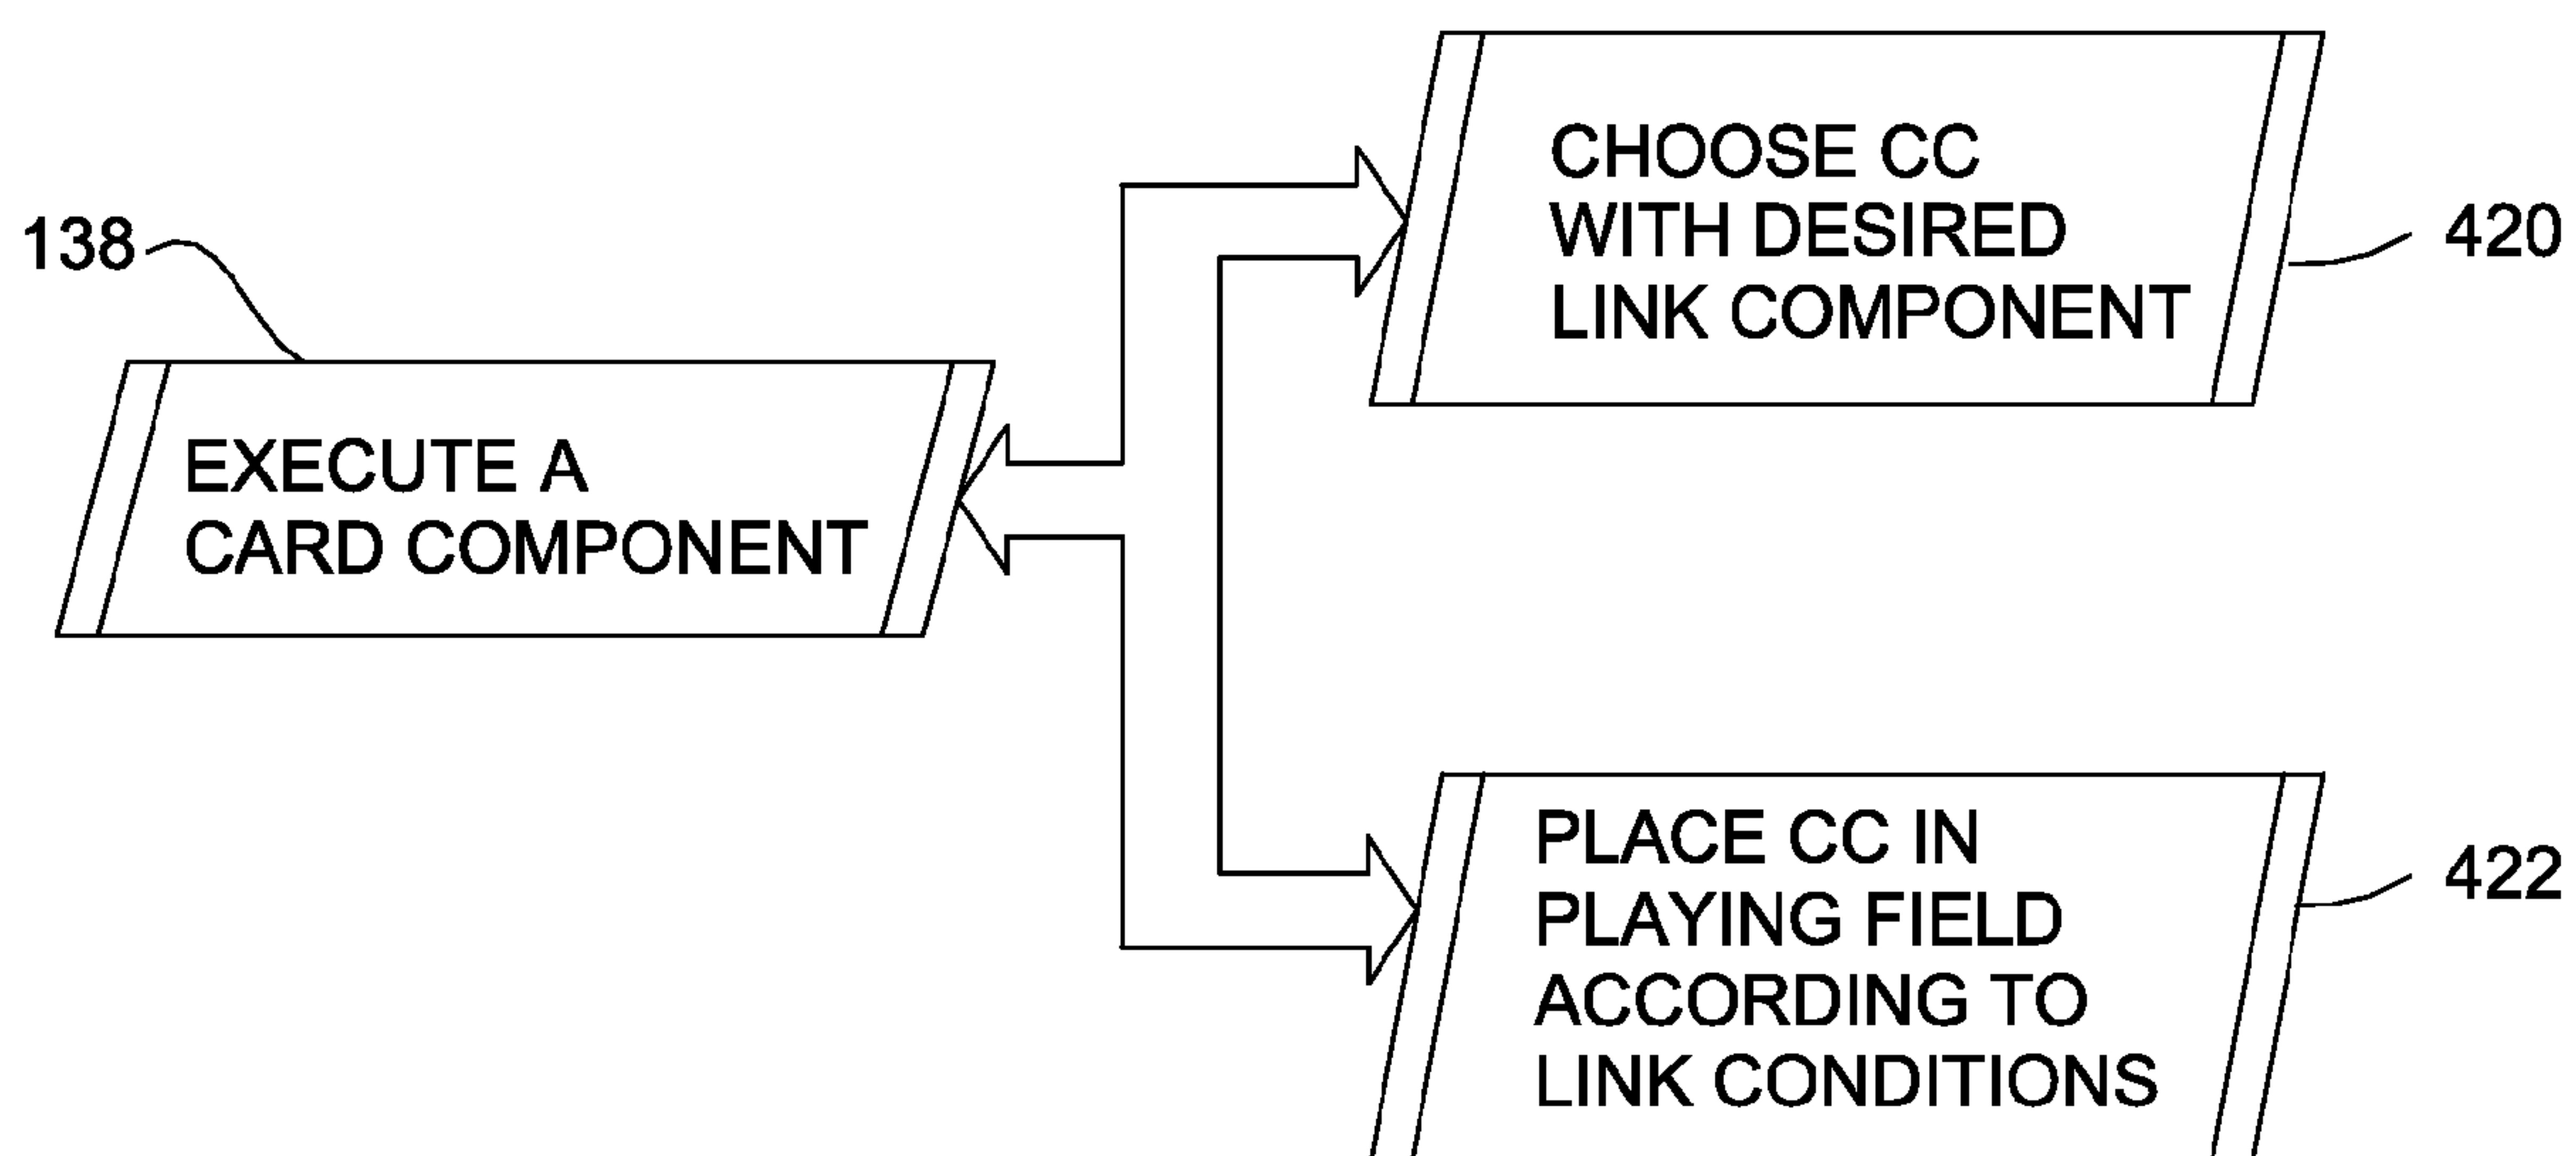 138
EXECUTE A
CARD COMPONENT
CHOOSE CC
WITH DESIRED
LINK COMPONENT
420
PLACE CC IN
PLAYING FIELD
ACCORDING TO
LINK CONDITIONS
422